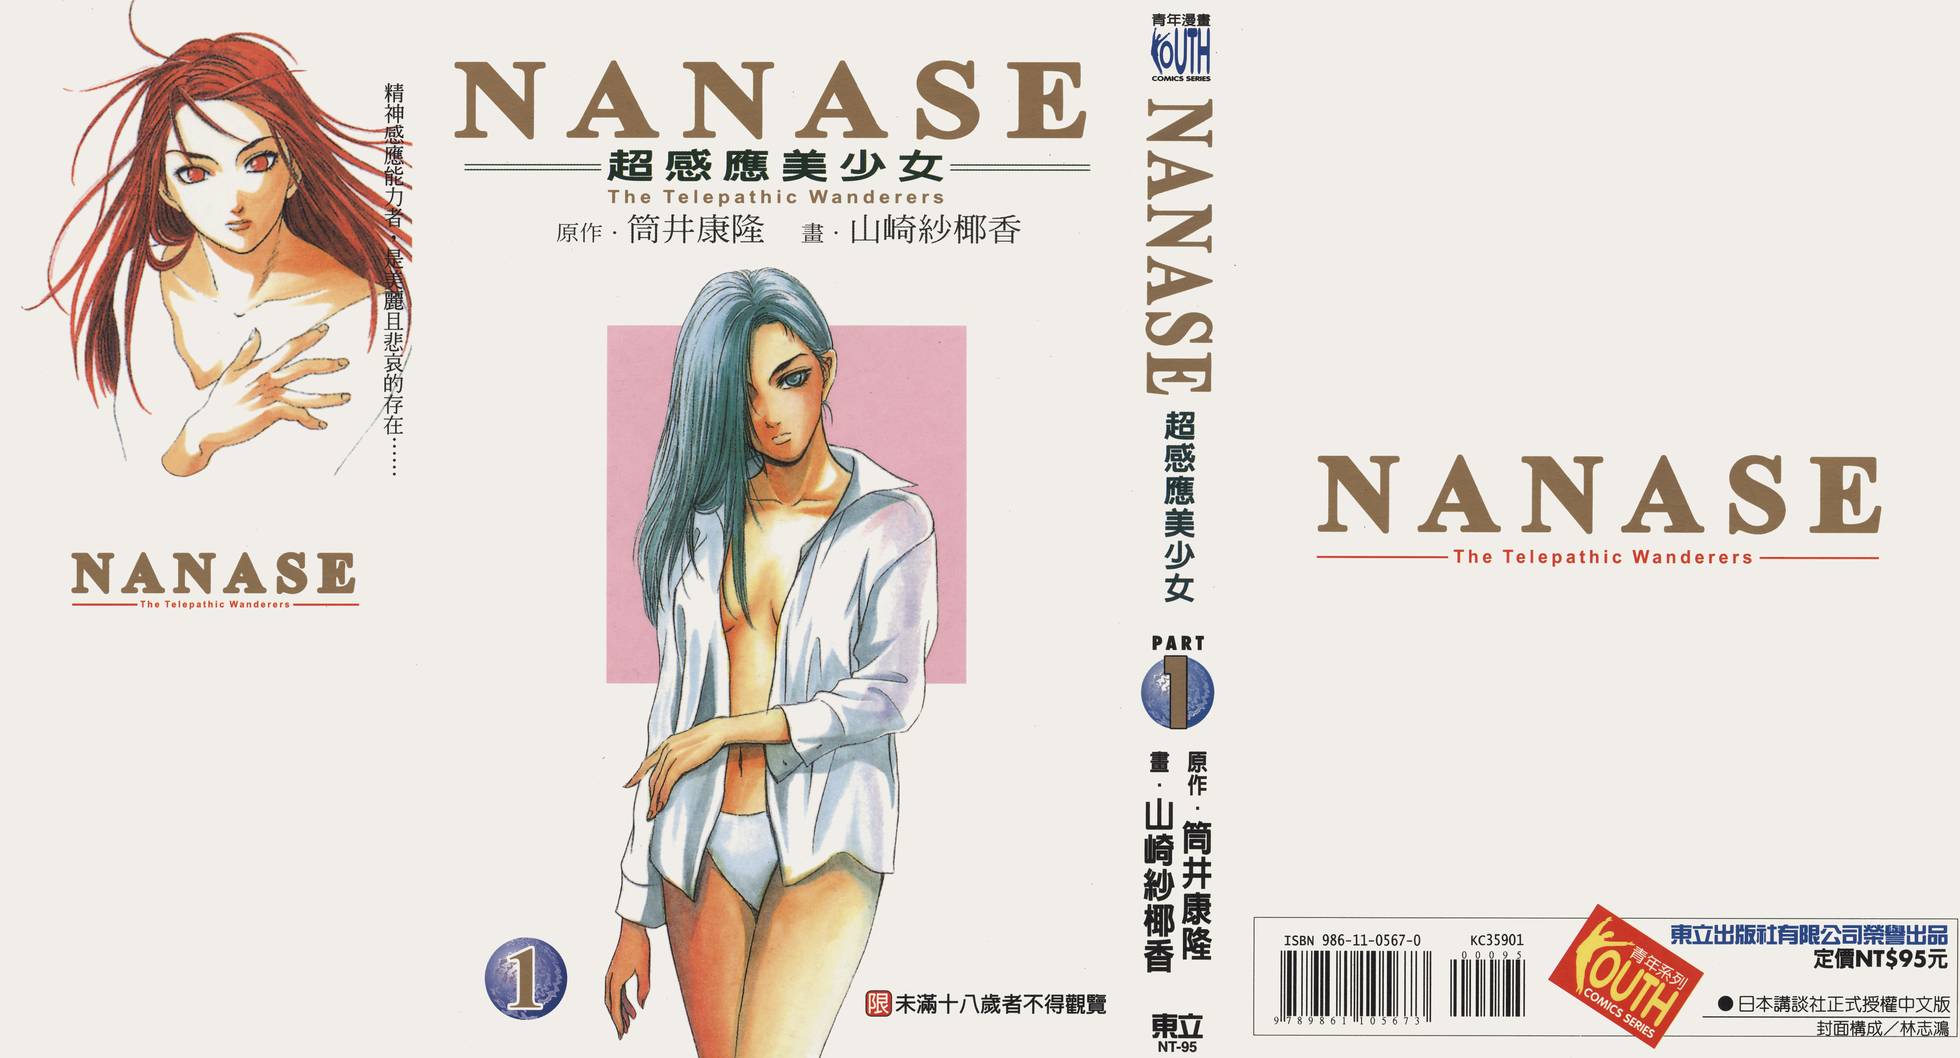 精神感應能力者，是美麗且悲哀的存在……
NANASE
The Telepathic Wanderers
NANASE
超感應美少女
The Telepathic Wanderers
原作·筒井康隆 畫·山崎紗椰香
1
限 未滿十八歲者不得觀覽
青年漫畫
YOUTH
COMICS SERIES
NANASE
超感應美少女
PART
1
原作·筒井康隆
畫·山崎紗椰香
東立
NT-95
NANASE
The Telepathic Wanderers
ISBN 986-11-0567-0
KC35901
00095
9789861105673
青年系列
YOUTH
COMICS SERIES
東立出版社有限公司榮譽出品
定價NT$95元
●日本講談社正式授權中文版
封面構成／林志鴻